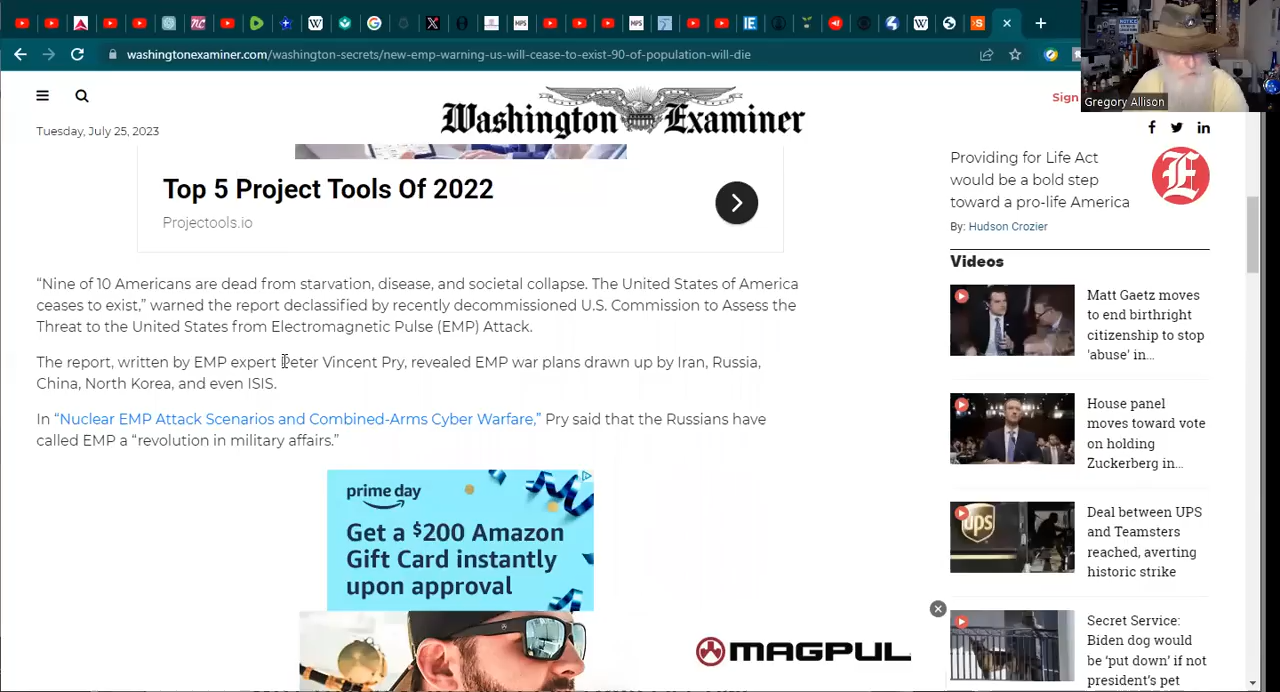 washingtonexaminer.com/washington-secrets/new-emp-warning-us-will-cease-to-exist-90-of-population-will-die
Gregory Allison
Sign
Washington Examiner
Tuesday, July 25, 2023
Top 5 Project Tools Of 2022
Projectools.io
“Nine of 10 Americans are dead from starvation, disease, and societal collapse. The United States of America
ceases to exist,” warned the report declassified by recently decommissioned U.S. Commission to Assess the
Threat to the United States from Electromagnetic Pulse (EMP) Attack.
The report, written by EMP expert Peter Vincent Pry, revealed EMP war plans drawn up by Iran, Russia,
China, North Korea, and even ISIS.
In “Nuclear EMP Attack Scenarios and Combined-Arms Cyber Warfare,” Pry said that the Russians have
called EMP a “revolution in military affairs.”
prime day
Get a $200 Amazon
Gift Card instantly
upon approval
MAGPUL
Providing for Life Act
would be a bold step
toward a pro-life America
By: Hudson Crozier
Videos
Matt Gaetz moves
to end birthright
citizenship to stop
'abuse' in...
House panel
moves toward vote
on holding
Zuckerberg in...
ups
Deal between UPS
and Teamsters
reached, averting
historic strike
Secret Service:
Biden dog would
be ‘put down’ if not
president’s pet